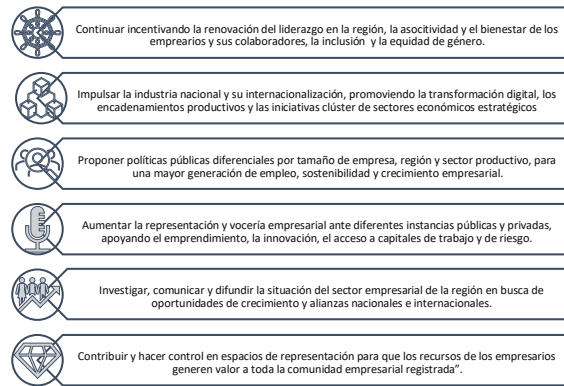 Continuar incentivando la renovación del liderazgo en la región, la asocitividad y el bienestar de los
emprearios y sus colaboradores, la inclusión y la equidad de género.
Impulsar la industria nacional y su internacionalización, promoviendo la transformación digital, los
encadenamientos productivos y las iniciativas clúster de sectores económicos estratégicos
Proponer políticas públicas diferenciales por tamaño de empresa, región y sector productivo, para
una mayor generación de empleo, sostenibilidad y crecimiento empresarial.
Aumentar la representación y vocería empresarial ante diferentes instancias públicas y privadas,
apoyando el emprendimiento, la innovación, el acceso a capitales de trabajo y de riesgo.
Investigar, comunicar y difundir la situación del sector empresarial de la región en busca de
oportunidades de crecimiento y alianzas nacionales e internacionales.
Contribuir y hacer control en espacios de representación para que los recursos de los empresarios
generen valor a toda la comunidad empresarial registrada”.